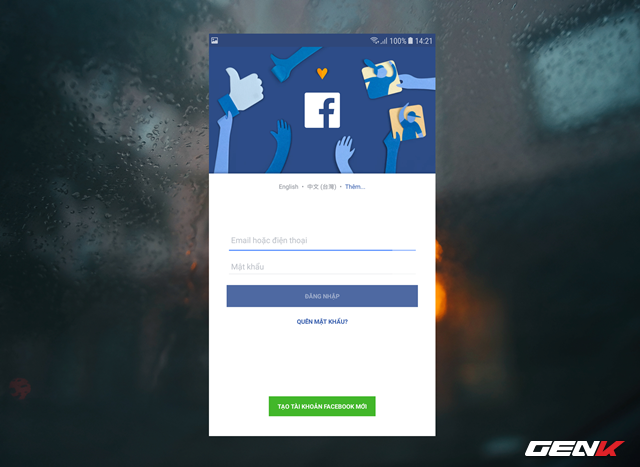 100% 14:21
English • 中文 (台灣) • Thêm...
Email hoặc điện thoại
Mật khẩu
ĐĂNG NHẬP
QUÊN MẬT KHẨU?
TẠO TÀI KHOẢN FACEBOOK MỚI
GENK